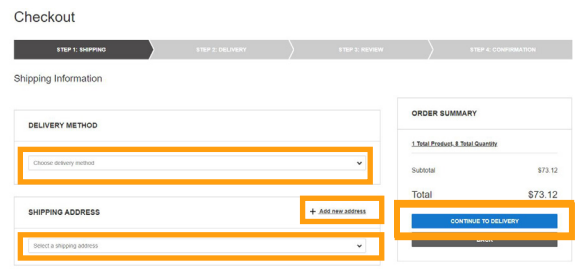 Checkout
STEP 1: SHIPPING
STEP 2: DELIVERY
STEP 3: REVIEW
STEP 4: CONFIRMATION
Shipping Information
DELIVERY METHOD
Choose delivery method
SHIPPING ADDRESS
+ Add new address
Select a shipping address
ORDER SUMMARY
1 Total Product, 8 Total Quantity
Subtotal $73.12
Total $73.12
CONTINUE TO DELIVERY
BACK